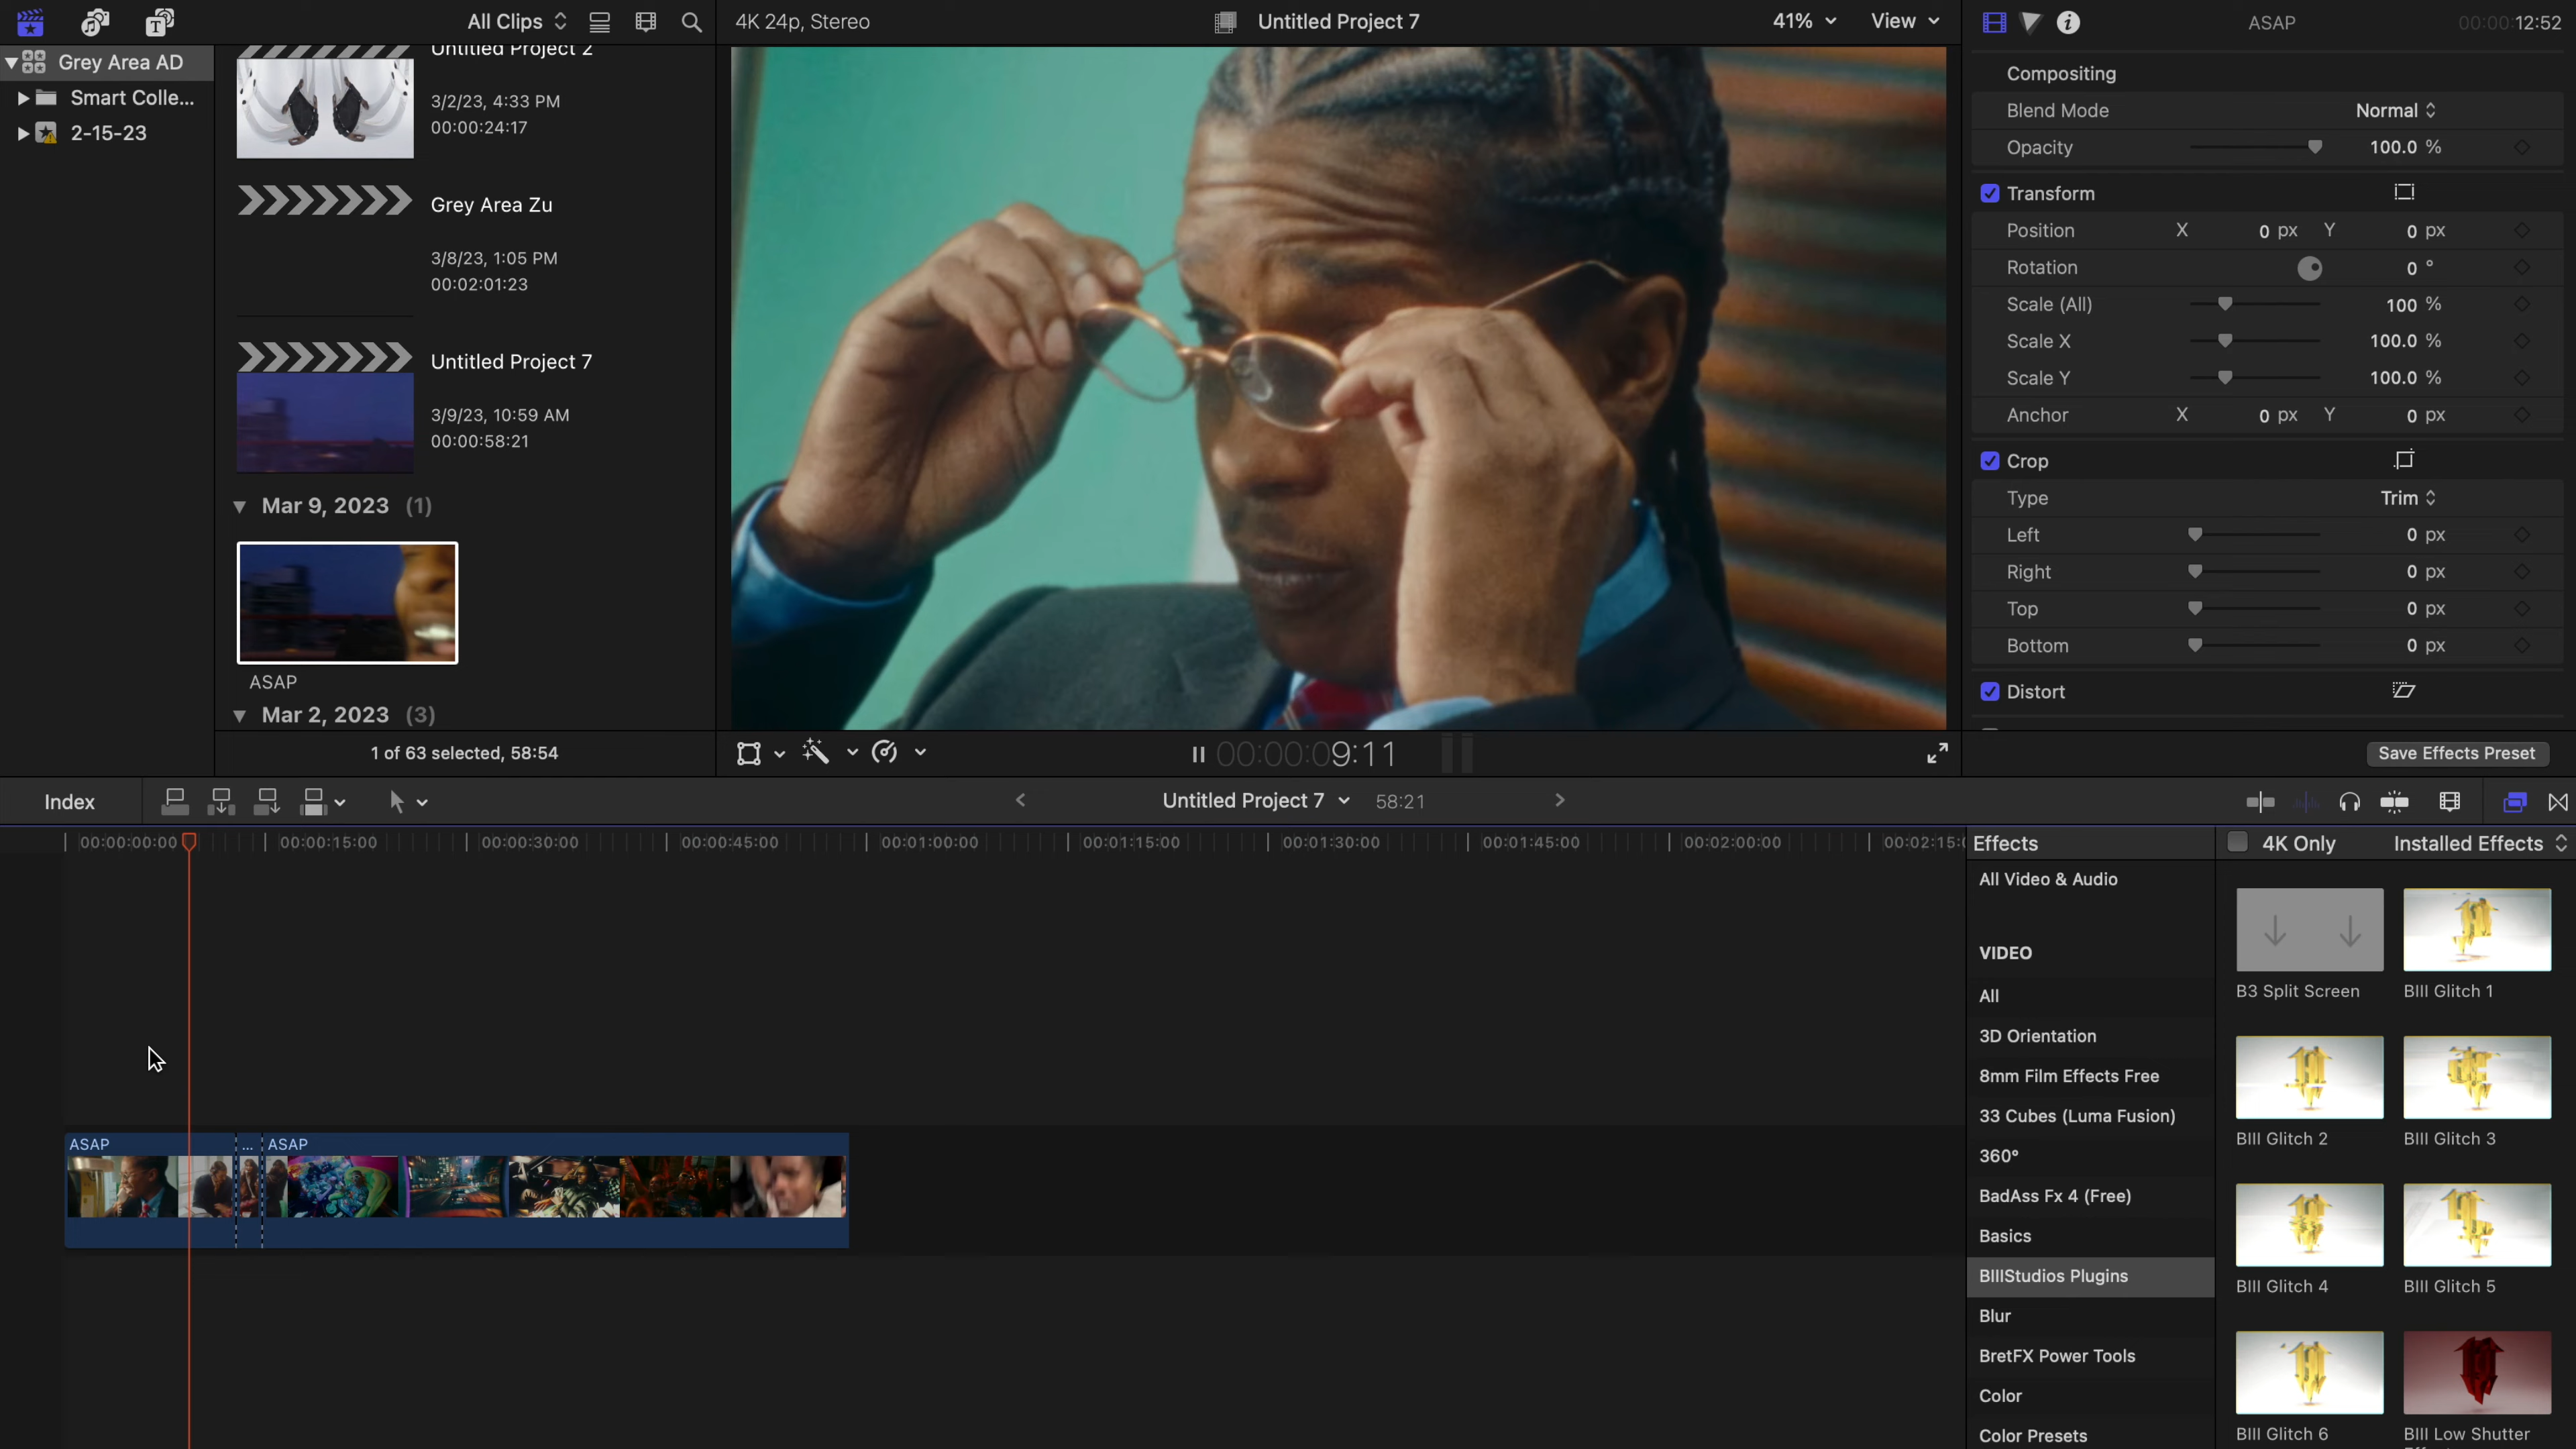 All Clips
4K 24p, Stereo
Untitled Project 7
41%
View
ASAP
00:00:00:12:52
Grey Area AD
Smart Colle...
2-15-23
Untitled Project 2
3/2/23, 4:33 PM
00:00:24:17
Grey Area Zu
3/8/23, 1:05 PM
00:02:01:23
Untitled Project 7
3/9/23, 10:59 AM
00:00:58:21
Mar 9, 2023 (1)
ASAP
Mar 2, 2023 (3)
1 of 63 selected, 58:54
00:00:09:11
Compositing
Blend Mode Normal
Opacity 100.0 %
Transform
Position X 0 px Y 0 px
Rotation 0 °
Scale (All) 100 %
Scale X 100.0 %
Scale Y 100.0 %
Anchor X 0 px Y 0 px
Crop
Type Trim
Left 0 px
Right 0 px
Top 0 px
Bottom 0 px
Distort
Save Effects Preset
Index
Untitled Project 7 58:21
00:00:00:00 00:00:15:00 00:00:30:00 00:00:45:00 00:01:00:00 00:01:15:00 00:01:30:00 00:01:45:00 00:02:00:00 00:02:15:0
ASAP ... ASAP
Effects 4K Only Installed Effects
All Video & Audio
VIDEO
All
3D Orientation
8mm Film Effects Free
33 Cubes (Luma Fusion)
360°
BadAss Fx 4 (Free)
Basics
BIIIStudios Plugins
Blur
BretFX Power Tools
Color
Color Presets
B3 Split Screen BIII Glitch 1
BIII Glitch 2 BIII Glitch 3
BIII Glitch 4 BIII Glitch 5
BIII Glitch 6 BIII Low Shutter